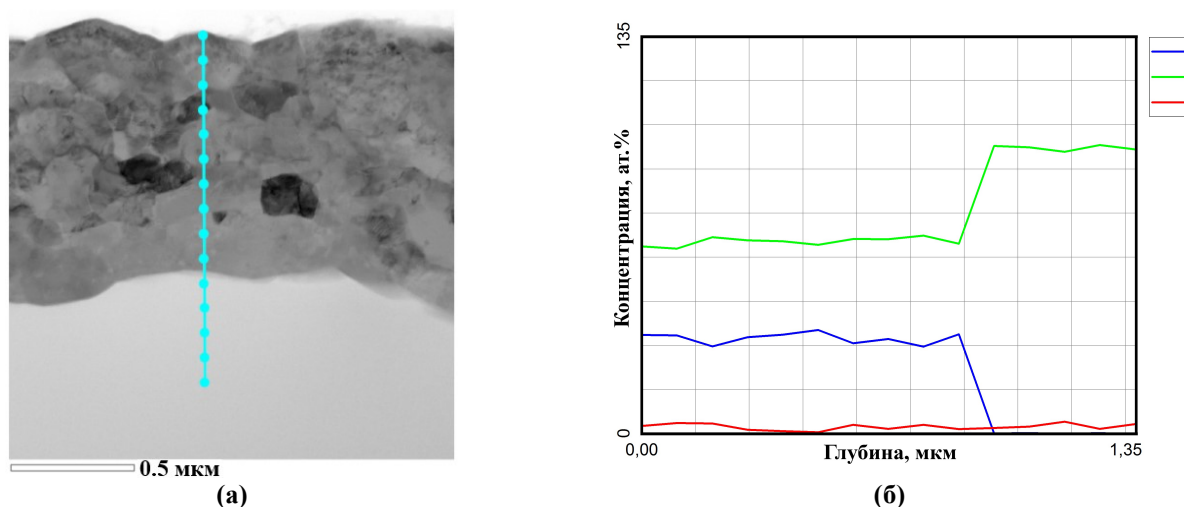 0.5 мкм
(а)
135
Концентрация, ат.%
0
0,00
Глубина, мкм
1,35
(б)